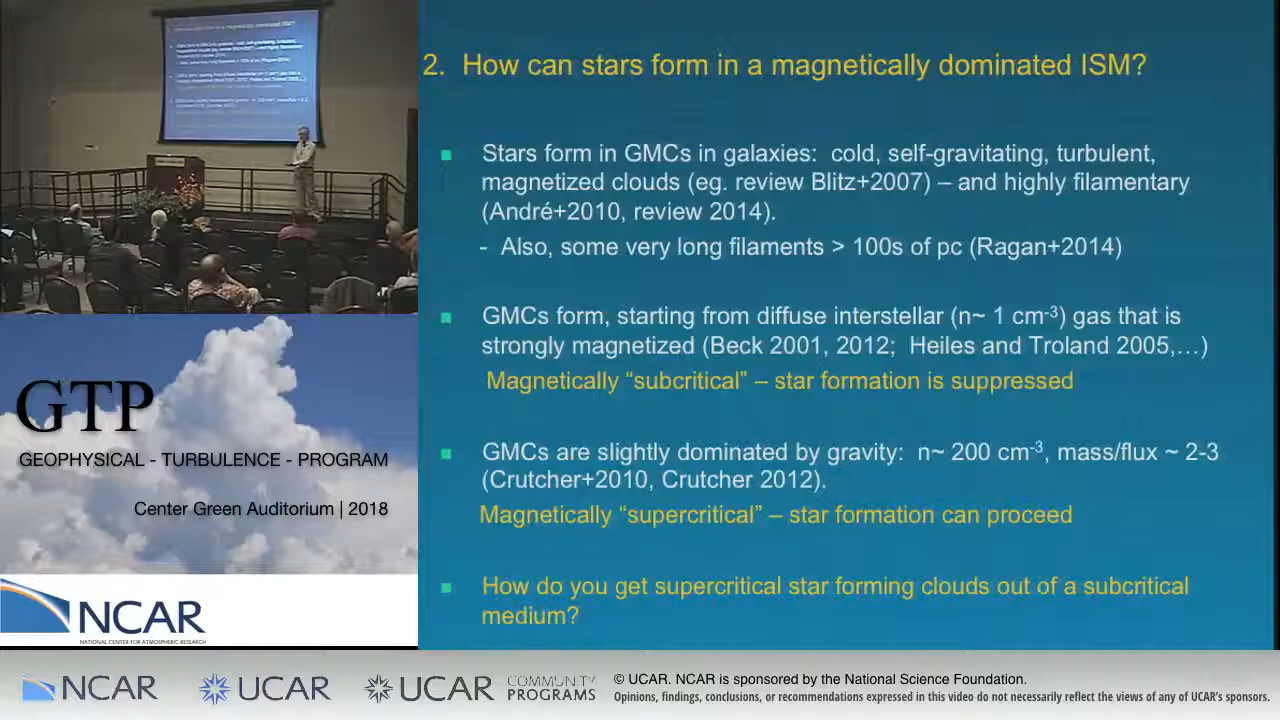 2. How can stars form in a magnetically dominated ISM?
Stars form in GMCs in galaxies: cold, self-gravitating, turbulent,
magnetized clouds (eg. review Blitz+2007) – and highly filamentary
(André+2010, review 2014).
- Also, some very long filaments > 100s of pc (Ragan+2014)
GMCs form, starting from diffuse interstellar (n~ 1 cm-3) gas that is
strongly magnetized (Beck 2001, 2012; Heiles and Troland 2005,…)
Magnetically “subcritical” – star formation is suppressed
GMCs are slightly dominated by gravity: n~ 200 cm-3, mass/flux ~ 2-3
(Crutcher+2010, Crutcher 2012).
Magnetically “supercritical” – star formation can proceed
How do you get supercritical star forming clouds out of a subcritical
medium?
GTP
GEOPHYSICAL - TURBULENCE - PROGRAM
Center Green Auditorium | 2018
NCAR
NATIONAL CENTER FOR ATMOSPHERIC RESEARCH
NCAR
UCAR
UCAR
COMMUNITY
PROGRAMS
© UCAR. NCAR is sponsored by the National Science Foundation.
Opinions, findings, conclusions, or recommendations expressed in this video do not necessarily reflect the views of any of UCAR's sponsors.